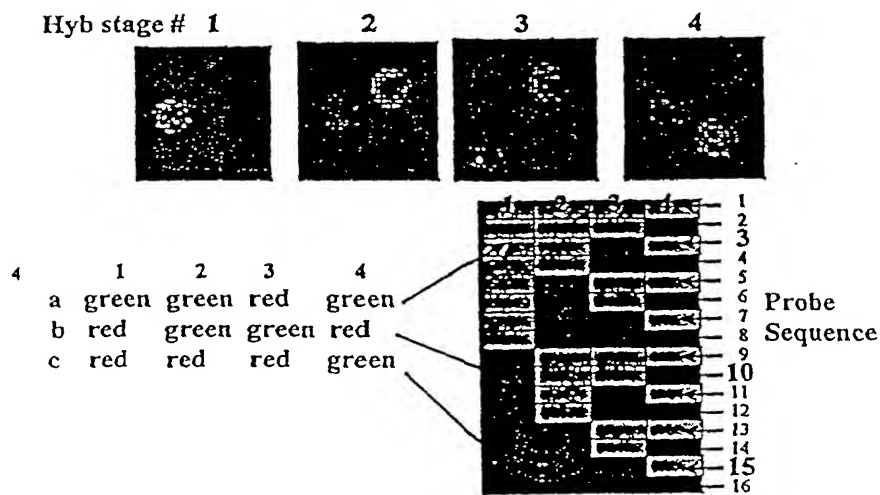 Hyb stage # 1 2 3 4
1 2 3 4
1
2
3
4
5
6
7
8
9
10
11
12
13
14
15
16
Probe
Sequence
4 1 2 3 4
a green green red green
b red green green red
c red red red green